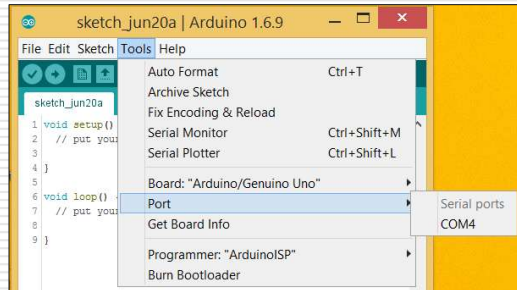 sketch_jun20a | Arduino 1.6.9
File Edit Sketch Tools Help
sketch_jun20a
Auto Format Ctrl+T
Archive Sketch
Fix Encoding & Reload
Serial Monitor Ctrl+Shift+M
Serial Plotter Ctrl+Shift+L
Board: "Arduino/Genuino Uno"
Port
Serial ports
COM4
Get Board Info
Programmer: "ArduinoISP"
Burn Bootloader
1 void setup()
2 // put you
3
4 }
5
6 void loop()
7 // put you
8
9 }